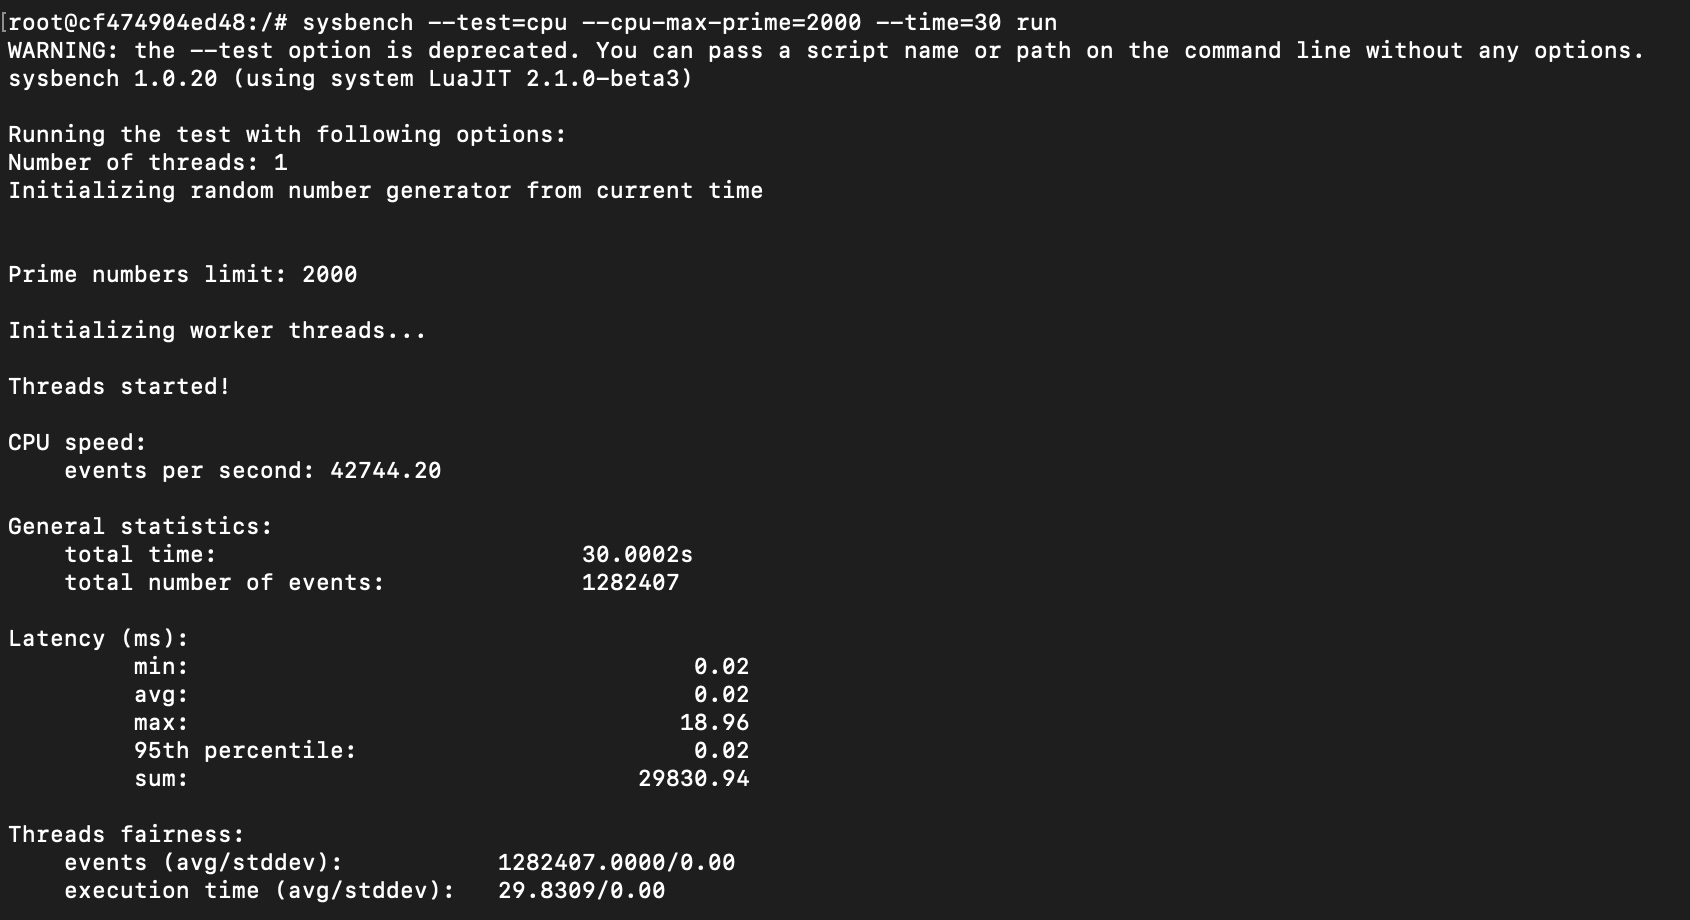 [root@cf474904ed48:/# sysbench --test=cpu --cpu-max-prime=2000 --time=30 run
WARNING: the --test option is deprecated. You can pass a script name or path on the command line without any options.
sysbench 1.0.20 (using system LuaJIT 2.1.0-beta3)
Running the test with following options:
Number of threads: 1
Initializing random number generator from current time
Prime numbers limit: 2000
Initializing worker threads...
Threads started!
CPU speed:
events per second: 42744.20
General statistics:
total time: 30.0002s
total number of events: 1282407
Latency (ms):
min: 0.02
avg: 0.02
max: 18.96
95th percentile: 0.02
sum: 29830.94
Threads fairness:
events (avg/stddev): 1282407.0000/0.00
execution time (avg/stddev): 29.8309/0.00